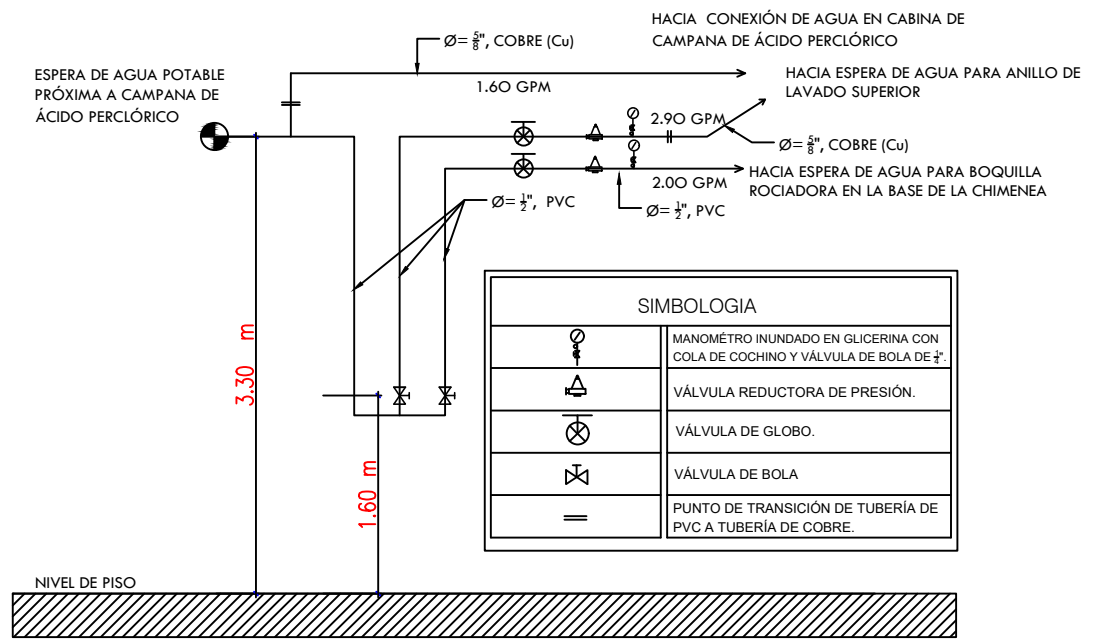 HACIA CONEXIÓN DE AGUA EN CABINA DE
CAMPANA DE ÁCIDO PERCLÓRICO
Ø= 5/8", COBRE (Cu)
ESPERA DE AGUA POTABLE
PRÓXIMA A CAMPANA DE
ÁCIDO PERCLÓRICO
1.60 GPM
HACIA ESPERA DE AGUA PARA ANILLO DE
LAVADO SUPERIOR
2.90 GPM
Ø= 5/8", COBRE (Cu)
HACIA ESPERA DE AGUA PARA BOQUILLA
ROCIADORA EN LA BASE DE LA CHIMENEA
2.00 GPM
Ø= 1/2", PVC
Ø= 1/2", PVC
3.30 m
1.60 m
SIMBOLOGIA
MANOMÉTRO INUNDADO EN GLICERINA CON
COLA DE COCHINO Y VÁLVULA DE BOLA DE 1/4".
VÁLVULA REDUCTORA DE PRESIÓN.
VÁLVULA DE GLOBO.
VÁLVULA DE BOLA
PUNTO DE TRANSICIÓN DE TUBERÍA DE
PVC A TUBERÍA DE COBRE.
NIVEL DE PISO